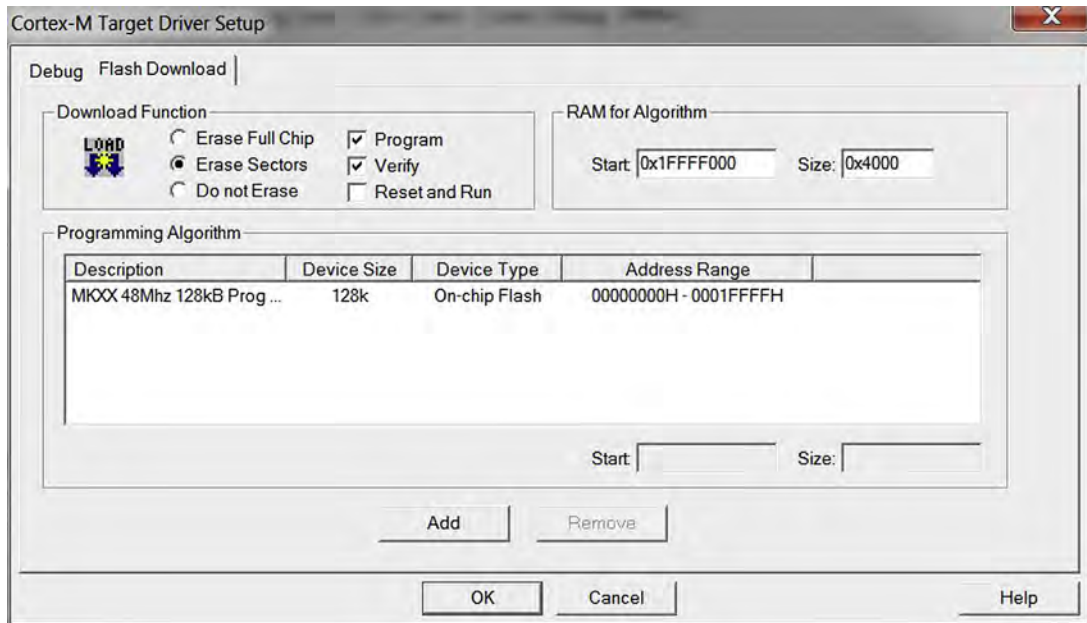 Cortex-M Target Driver Setup
X
Debug Flash Download
Download Function
LOAD
Erase Full Chip
Program
Erase Sectors
Verify
Do not Erase
Reset and Run
RAM for Algorithm
Start: 0x1FFFF000 Size: 0x4000
Programming Algorithm
Description Device Size Device Type Address Range
MKXX 48Mhz 128kB Prog ... 128k On-chip Flash 00000000H - 0001FFFFH
Start: Size:
Add Remove
OK Cancel Help